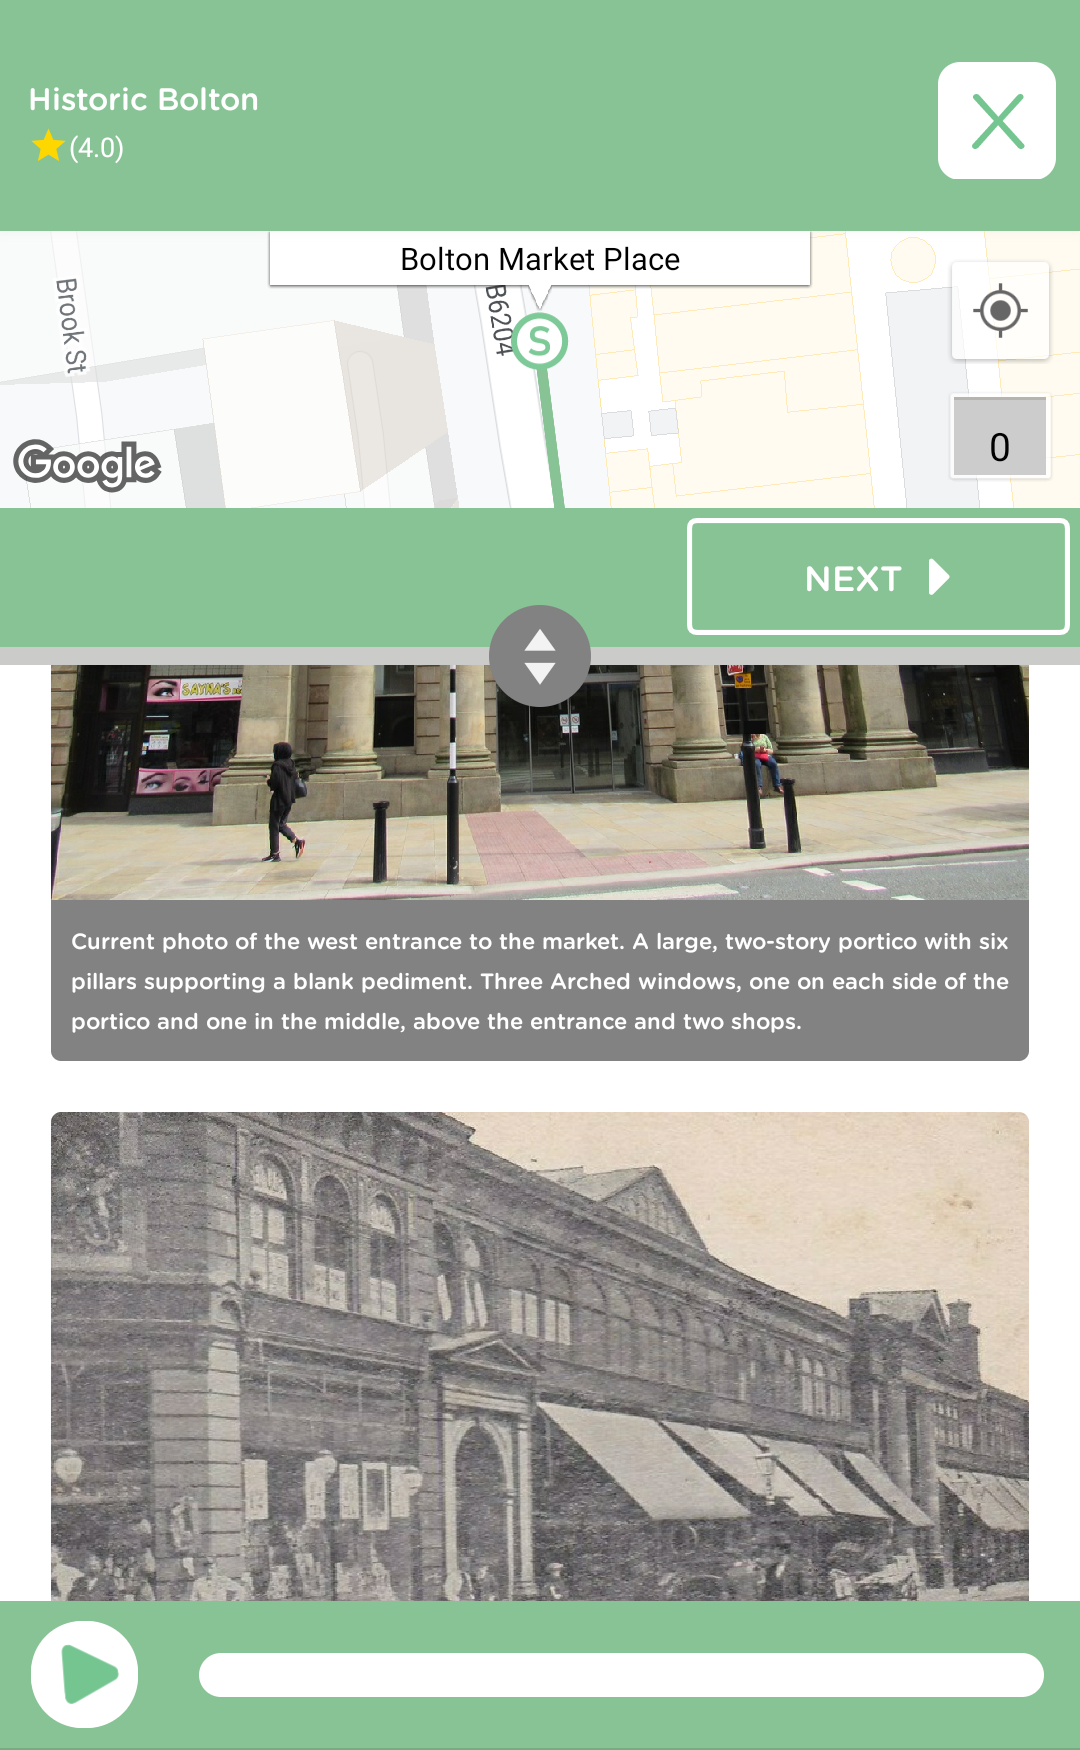 Historic Bolton
(4.0)
Bolton Market Place
Brook St
B6204
S
Google
0
NEXT
SAYNA'S
Current photo of the west entrance to the market. A large, two-story portico with six
pillars supporting a blank pediment. Three Arched windows, one on each side of the
portico and one in the middle, above the entrance and two shops.